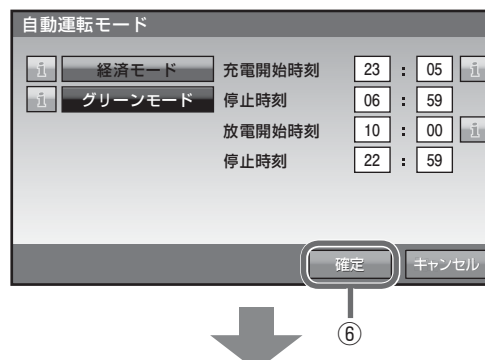 自動運転モード
i 経済モード 充電開始時刻 23 : 05 i
i グリーンモード 停止時刻 06 : 59
放電開始時刻 10 : 00 i
停止時刻 22 : 59
確定 キャンセル
⑥